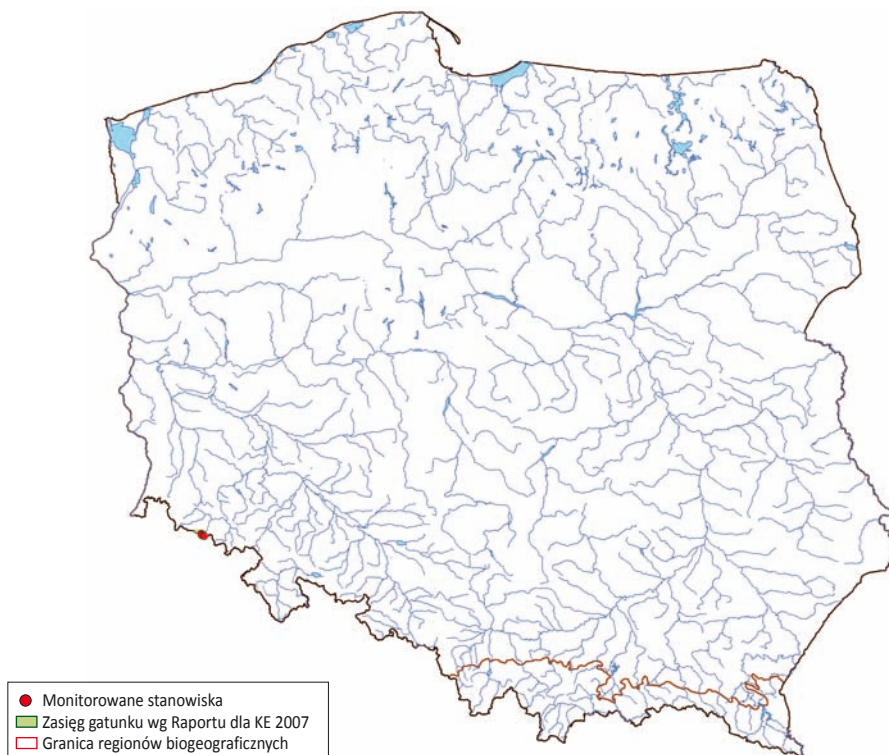 Monitorowane stanowiska
Zasięg gatunku wg Raportu dla KE 2007
Granica regionów biogeograficznych